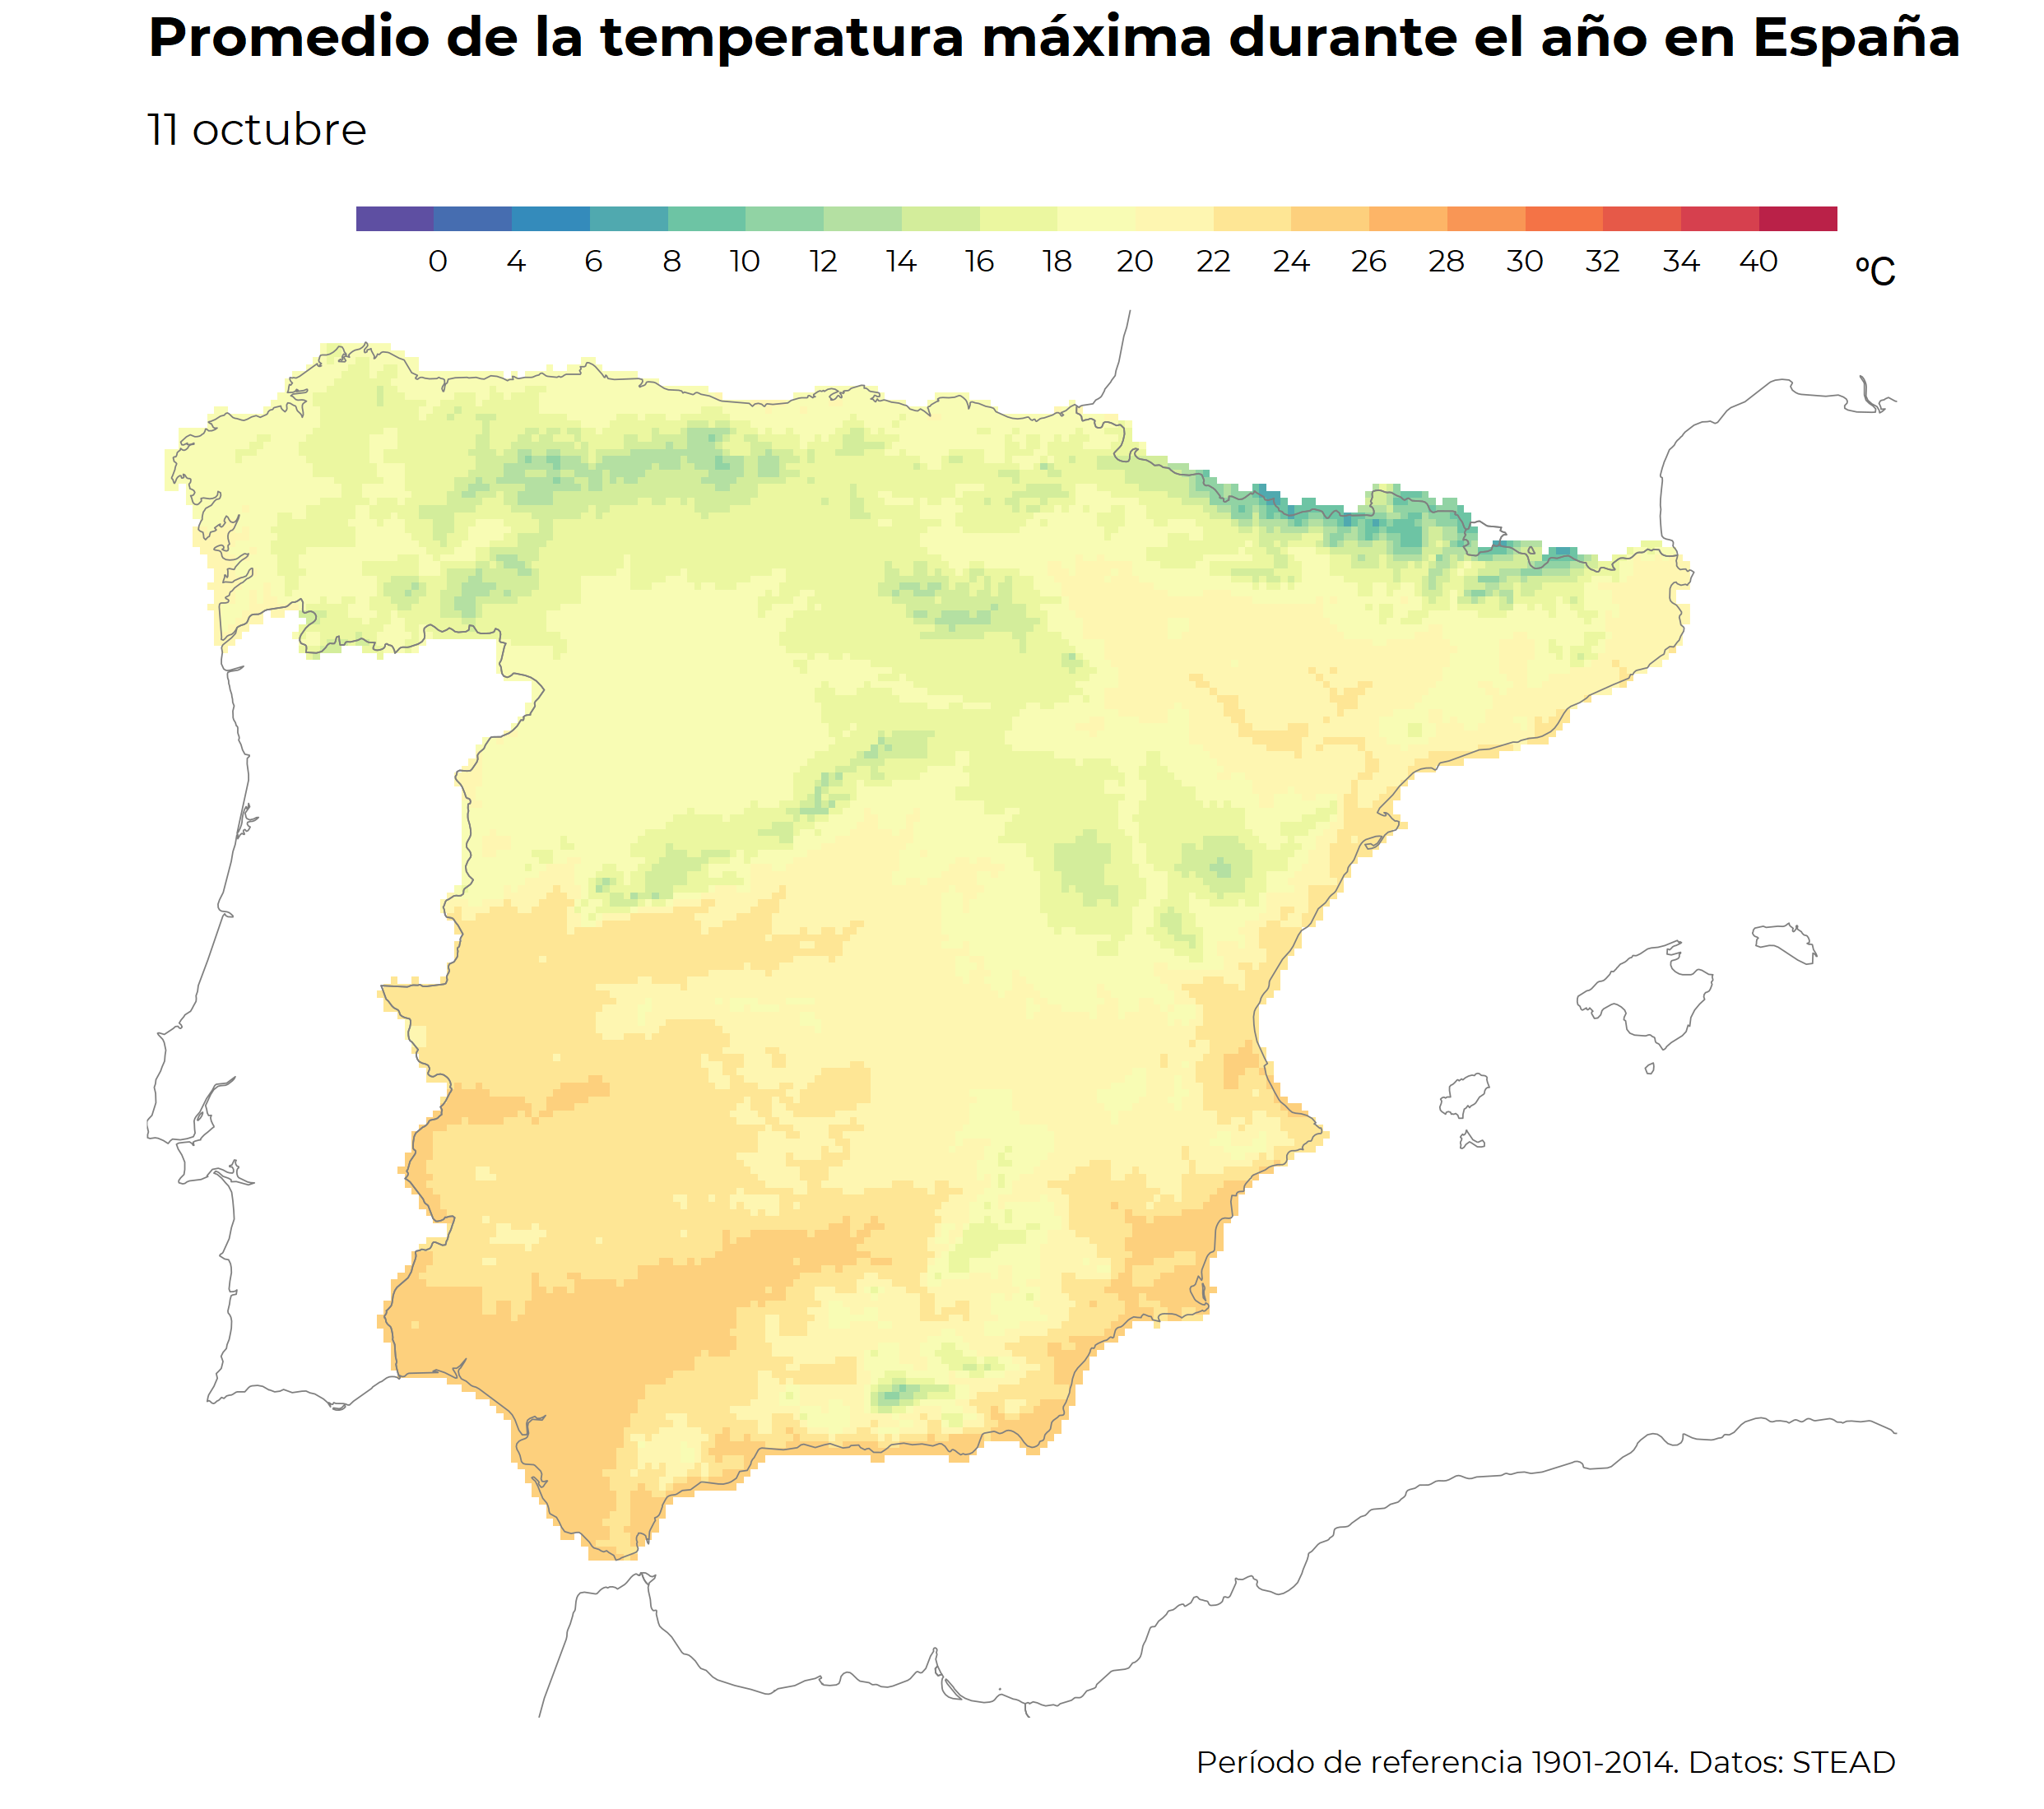 Promedio de la temperatura máxima durante el año en España
11 octubre
0 4 6 8 10 12 14 16 18 20 22 24 26 28 30 32 34 40 ºC
Período de referencia 1901-2014. Datos: STEAD